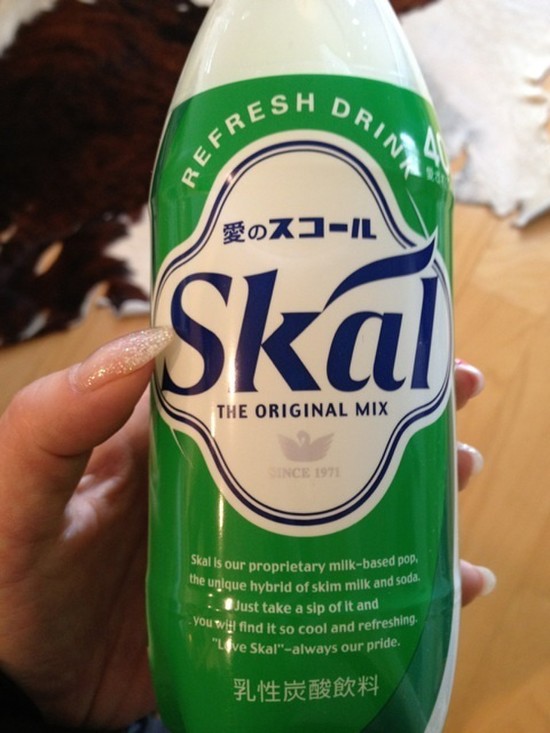 REFRESH DRINK
40
愛のスコール
Skal
THE ORIGINAL MIX
SINCE 1971
Skal is our proprietary milk-based pop,
the unique hybrid of skim milk and soda.
Just take a sip of it and
you will find it so cool and refreshing.
"Love Skal"-always our pride.
乳性炭酸飲料